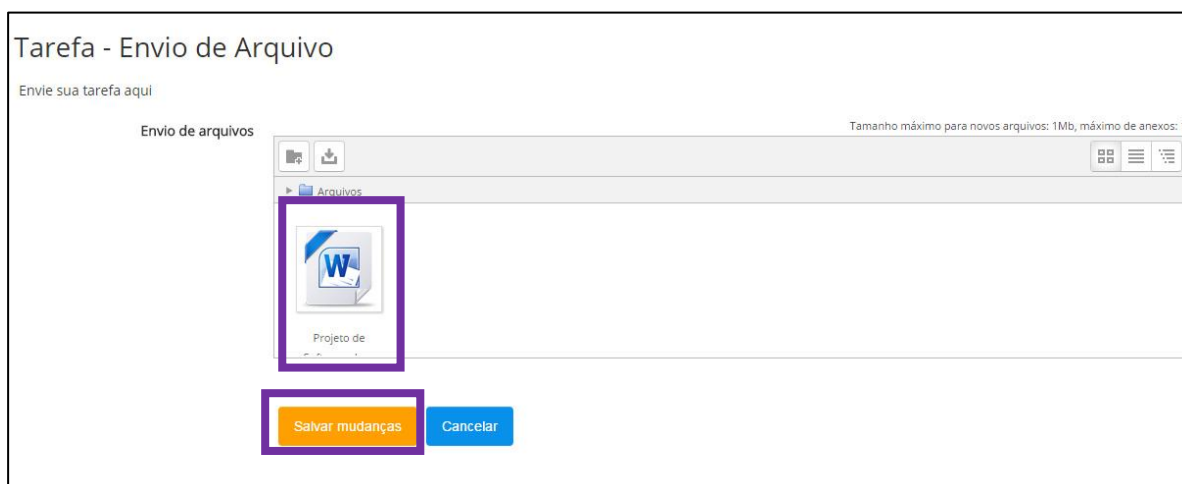 Tarefa - Envio de Arquivo
Envie sua tarefa aqui
Tamanho máximo para novos arquivos: 1Mb, máximo de anexos:
Envio de arquivos
Arquivos
W
Projeto de
Salvar mudanças
Cancelar